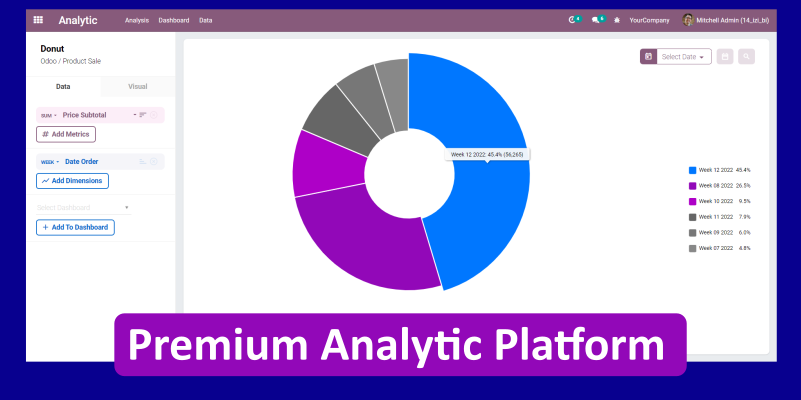 Analytic
Analysis Dashboard Data
4 5 YourCompany Mitchell Admin (14_izi_bi)
Donut
Odoo / Product Sale
Data Visual
SUM Price Subtotal
# Add Metrics
WEEK Date Order
Add Dimensions
Select Dashboard
+ Add To Dashboard
Select Date
Week 12 2022: 45.4% (56,265)
Week 12 2022 45.4%
Week 08 2022 26.5%
Week 10 2022 9.5%
Week 11 2022 7.9%
Week 09 2022 6.0%
Week 07 2022 4.8%
Premium Analytic Platform